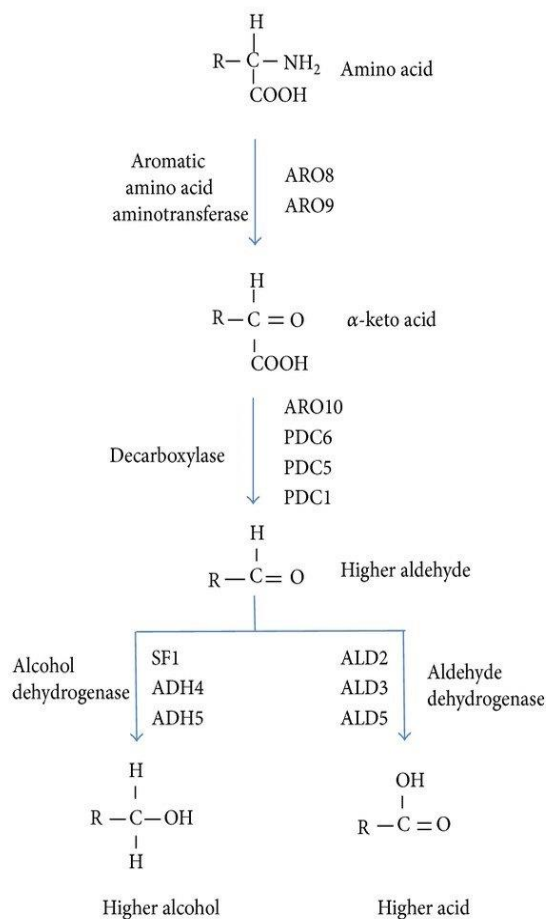 H
R—C—NH₂ Amino acid
COOH
Aromatic
amino acid
aminotransferase
ARO8
ARO9
H
R—C=O α-keto acid
COOH
Decarboxylase
ARO10
PDC6
PDC5
PDC1
H
R—C=O Higher aldehyde
Alcohol
dehydrogenase
SF1
ADH4
ADH5
ALD2
ALD3
ALD5
Aldehyde
dehydrogenase
H
R—C—OH
H
Higher alcohol
OH
R—C=O
Higher acid